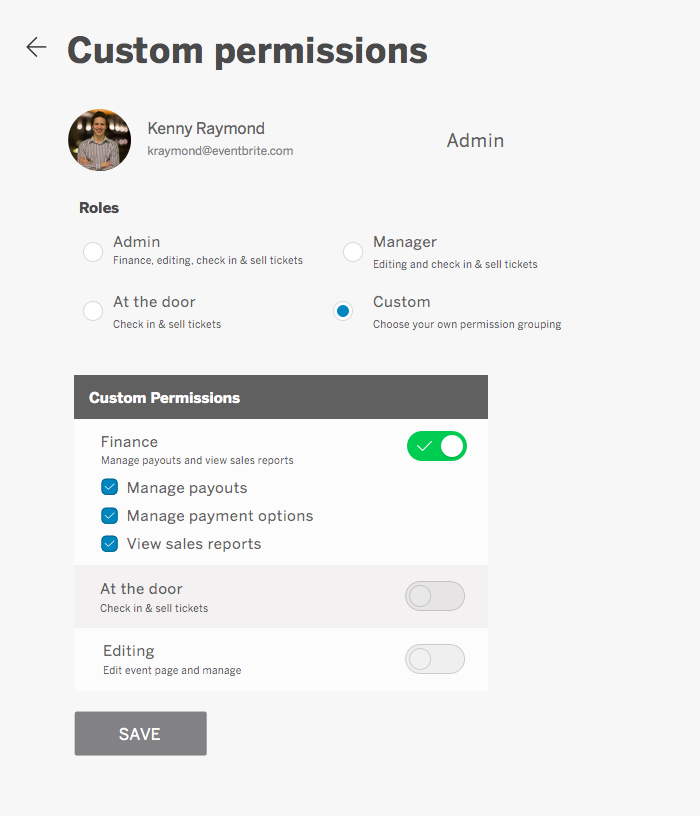 Custom permissions
Kenny Raymond
kraymond@eventbrite.com
Admin
Roles
Admin
Finance, editing, check in & sell tickets
Manager
Editing and check in & sell tickets
At the door
Check in & sell tickets
Custom
Choose your own permission grouping
Custom Permissions
Finance
Manage payouts and view sales reports
Manage payouts
Manage payment options
View sales reports
At the door
Check in & sell tickets
Editing
Edit event page and manage
SAVE